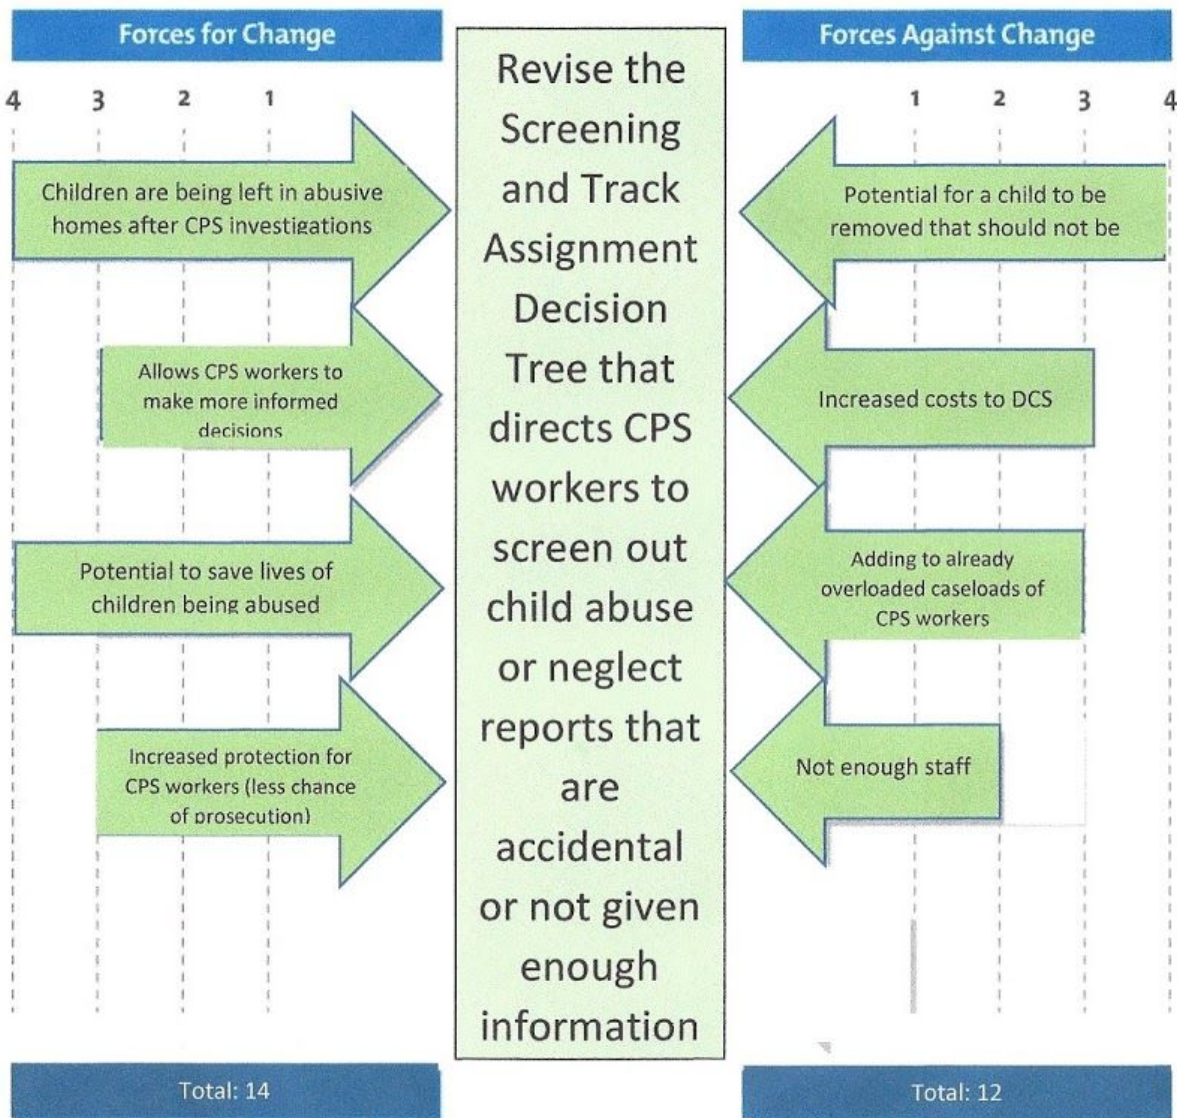 Forces for Change
4 3 2 1
Children are being left in abusive
homes after CPS investigations
Allows CPS workers to
make more informed
decisions
Potential to save lives of
children being abused
Increased protection for
CPS workers (less chance
of prosecution)
Total: 14
Revise the
Screening
and Track
Assignment
Decision
Tree that
directs CPS
workers to
screen out
child abuse
or neglect
reports that
are
accidental
or not given
enough
information
Forces Against Change
1 2 3 4
Potential for a child to be
removed that should not be
Increased costs to DCS
Adding to already
overloaded caseloads of
CPS workers
Not enough staff
Total: 12